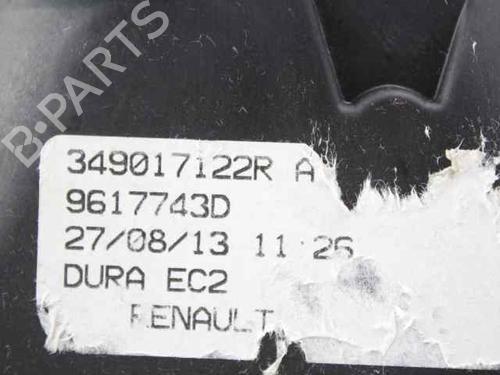 B-PARTS
349017122R A
9617743D
27/08/13 11:26
DURA EC2
RENAULT